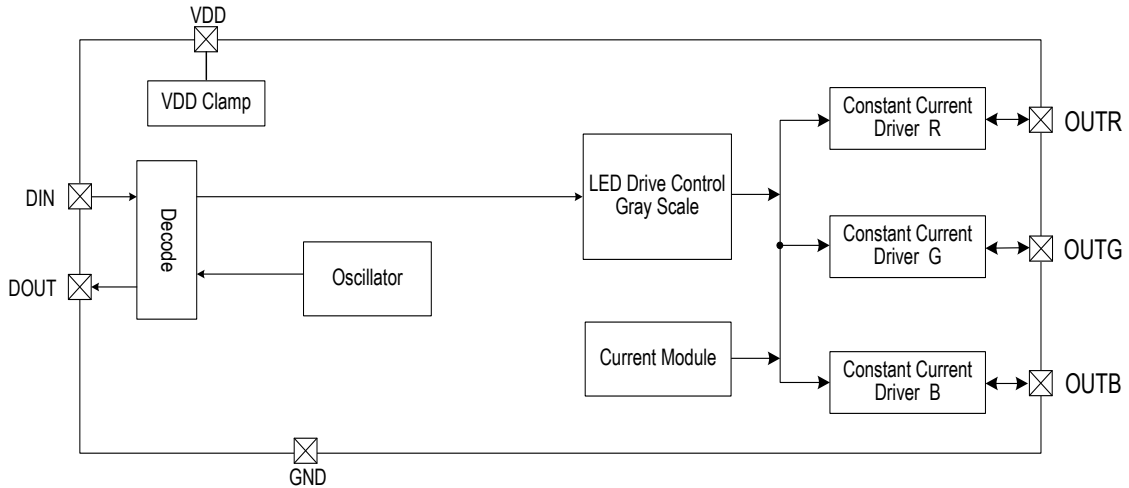 VDD
VDD Clamp
Constant Current
Driver R
OUTR
DIN
Decode
LED Drive Control
Gray Scale
Constant Current
Driver G
OUTG
DOUT
Oscillator
Current Module
Constant Current
Driver B
OUTB
GND